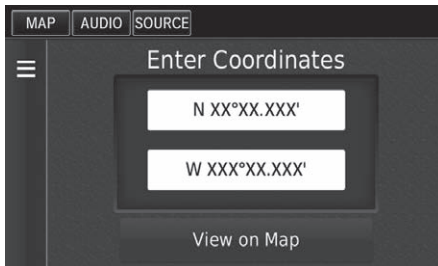 MAP AUDIO SOURCE
Enter Coordinates
N XX°XX.XXX'
W XXX°XX.XXX'
View on Map